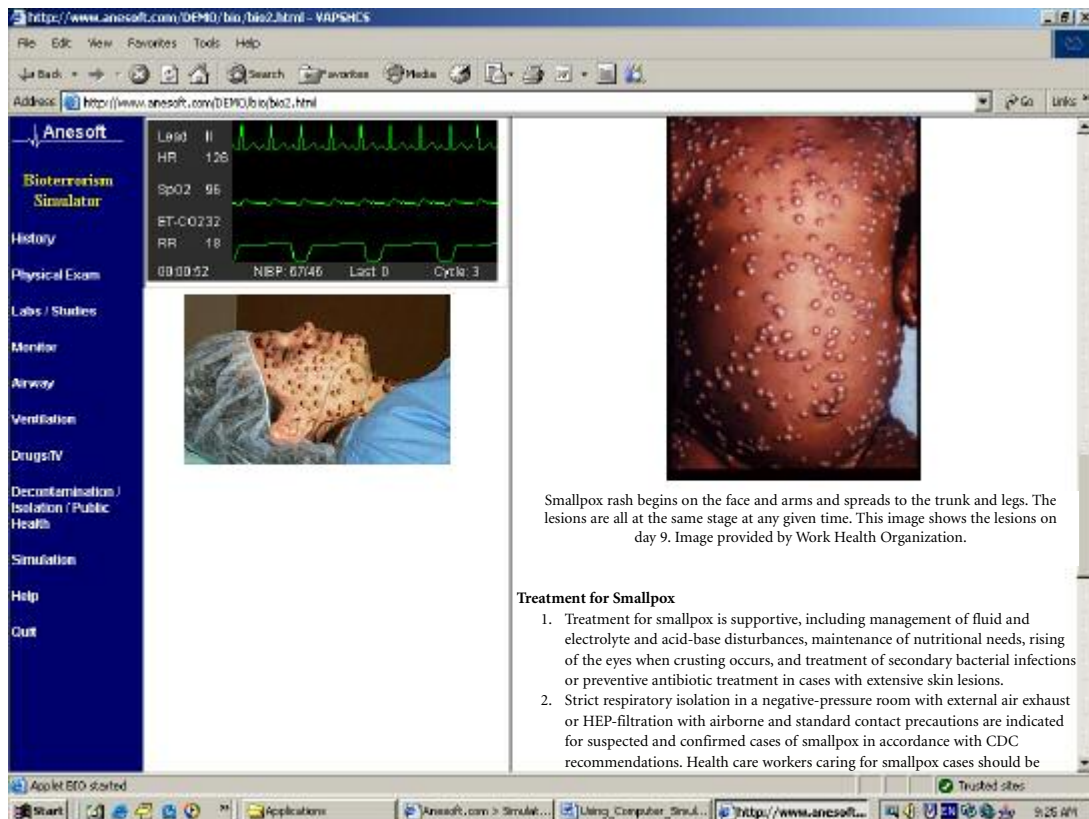 http://www.anesoft.com/DEMO/bio/bio2.html - VAPSHCS
File Edit View Favorites Tools Help
Back Search Favorites Media
Address http://www.anesoft.com/DEMO/bio/bio2.html Go Links
Anesoft
Bioterrorism
Simulator
History
Physical Exam
Labs / Studies
Monitor
Airway
Ventilation
Drugs/IV
Decontamination /
Isolation / Public
Health
Simulation
Help
Quit
Lead II
HR 126
SpO2 96
ET-CO2 32
RR 18
00:00:52 NIBP: 67/46 Last: 0 Cycle: 3
Smallpox rash begins on the face and arms and spreads to the trunk and legs. The
lesions are all at the same stage at any given time. This image shows the lesions on
day 9. Image provided by Work Health Organization.
Treatment for Smallpox
1. Treatment for smallpox is supportive, including management of fluid and
electrolyte and acid-base disturbances, maintenance of nutritional needs, rising
of the eyes when crusting occurs, and treatment of secondary bacterial infections
or preventive antibiotic treatment in cases with extensive skin lesions.
2. Strict respiratory isolation in a negative-pressure room with external air exhaust
or HEP-filtration with airborne and standard contact precautions are indicated
for suspected and confirmed cases of smallpox in accordance with CDC
recommendations. Health care workers caring for smallpox cases should be
Applet BIO started Trusted sites
Start Applications Anesoft.com > Simulat... Using_Computer_Simul... http://www.anesoft... EN 9:25 AM